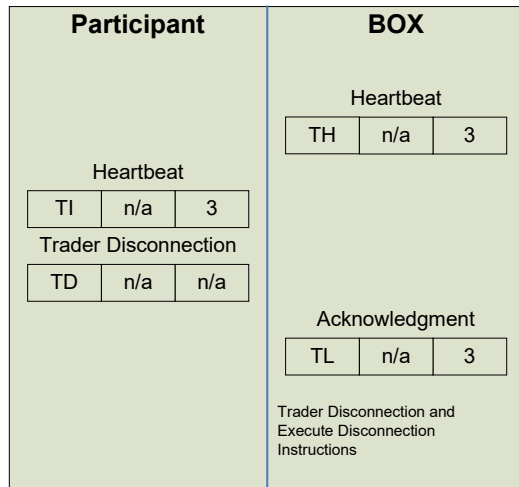 Participant BOX
Heartbeat
TH n/a 3
Heartbeat
TI n/a 3
Trader Disconnection
TD n/a n/a
Acknowledgment
TL n/a 3
Trader Disconnection and
Execute Disconnection
Instructions